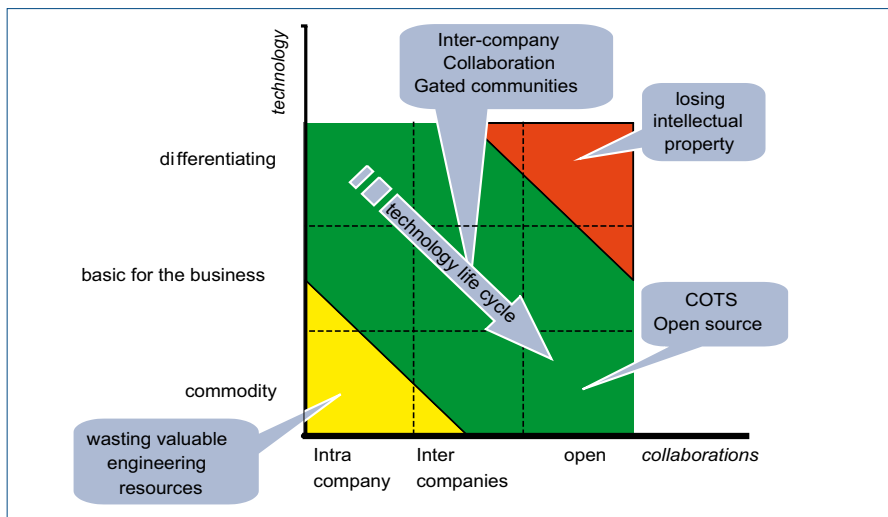 technology
Inter-company
Collaboration
Gated communities
losing
intellectual
property
differentiating
technology life cycle
basic for the business
COTS
Open source
commodity
wasting valuable
engineering
resources
Intra
company
Inter
companies
open
collaborations